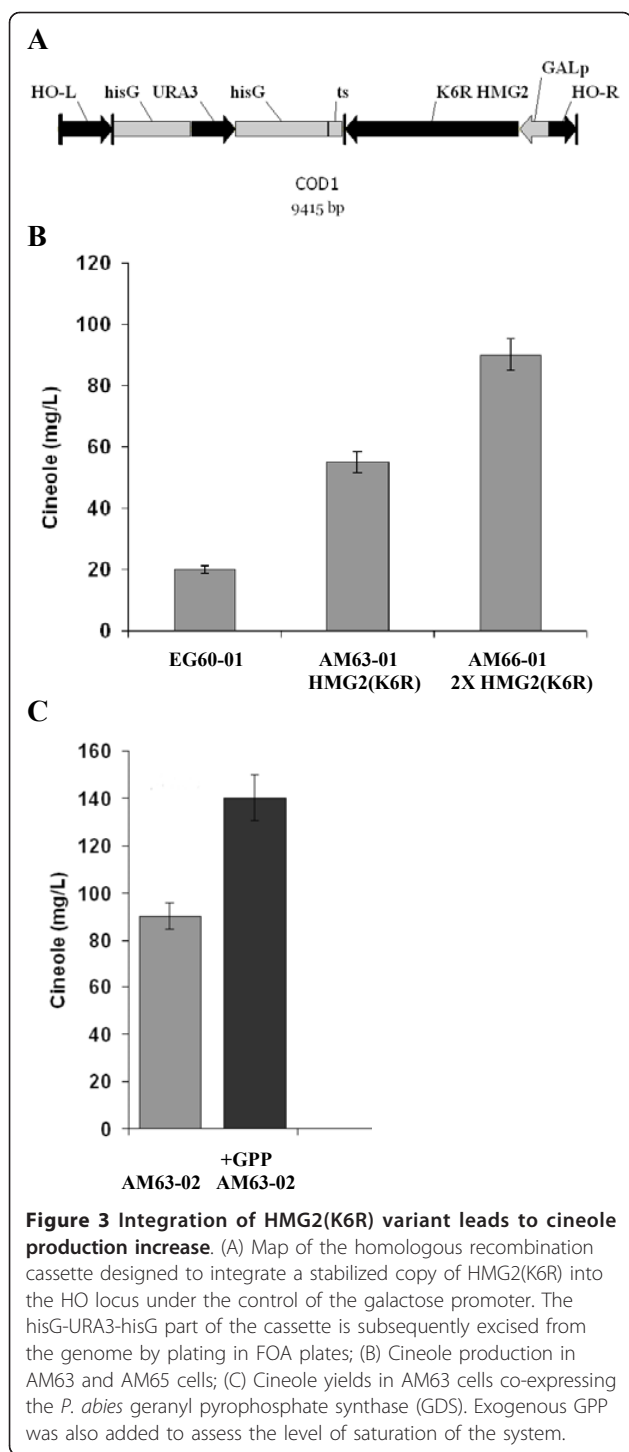 A
HO-L hisG URA3 hisG ts K6R HMG2 GALp HO-R
COD1
9415 bp
B
120
100
80
60
40
20
0
Cineole (mg/L)
EG60-01 AM63-01 AM66-01
HMG2(K6R) 2X HMG2(K6R)
C
160
140
120
100
80
60
40
20
0
Cineole (mg/L)
+GPP
AM63-02 AM63-02
Figure 3 Integration of HMG2(K6R) variant leads to cineole
production increase. (A) Map of the homologous recombination
cassette designed to integrate a stabilized copy of HMG2(K6R) into
the HO locus under the control of the galactose promoter. The
hisG-URA3-hisG part of the cassette is subsequently excised from
the genome by plating in FOA plates; (B) Cineole production in
AM63 and AM65 cells; (C) Cineole yields in AM63 cells co-expressing
the P. abies geranyl pyrophosphate synthase (GDS). Exogenous GPP
was also added to assess the level of saturation of the system.